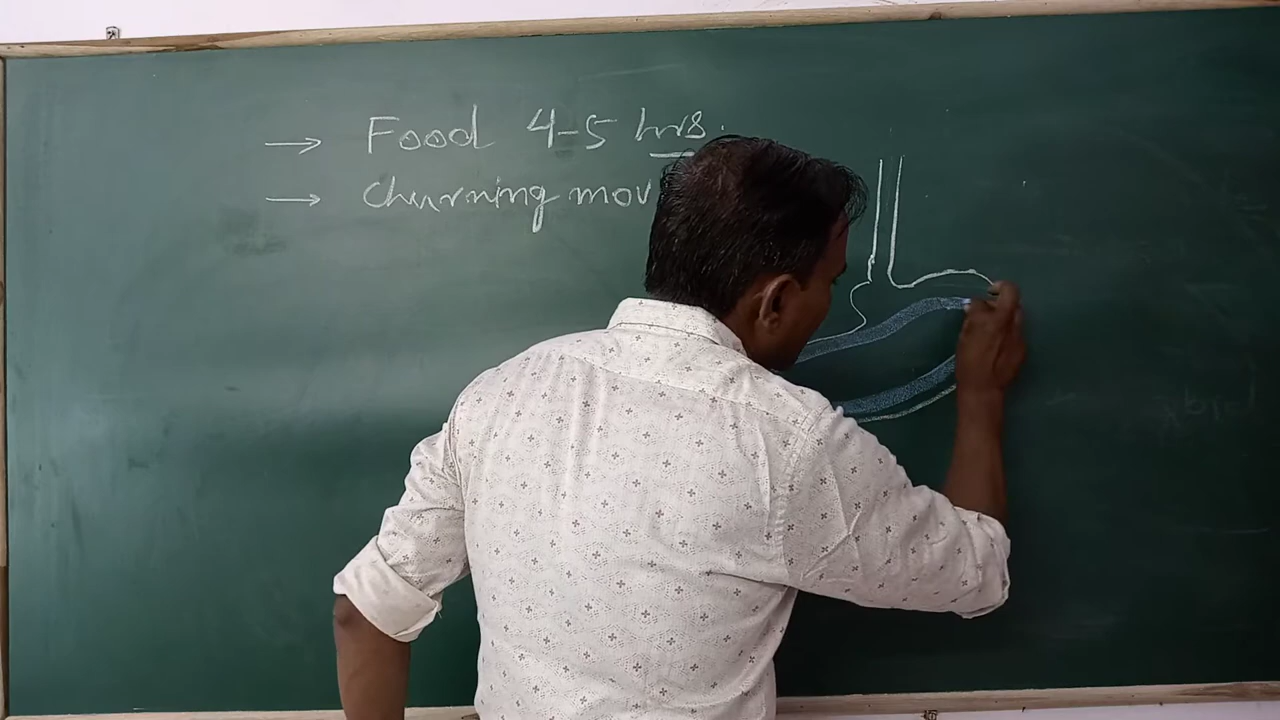 → Food 4-5 hrs.
→ Churning mov